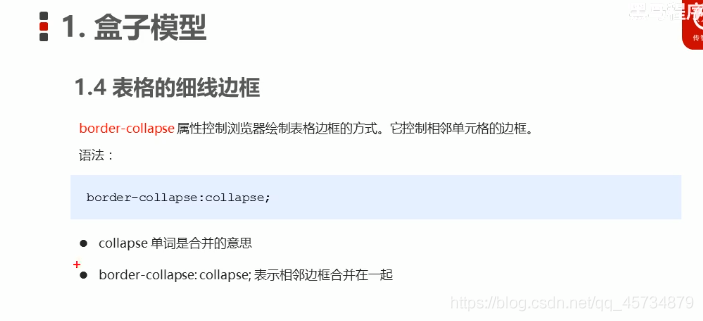 1. 盒子模型
1.4 表格的细线边框
border-collapse 属性控制浏览器绘制表格边框的方式。它控制相邻单元格的边框。
语法：
border-collapse:collapse;
● collapse 单词是合并的意思
● border-collapse: collapse; 表示相邻边框合并在一起
https://blog.csdn.net/qq_45734879